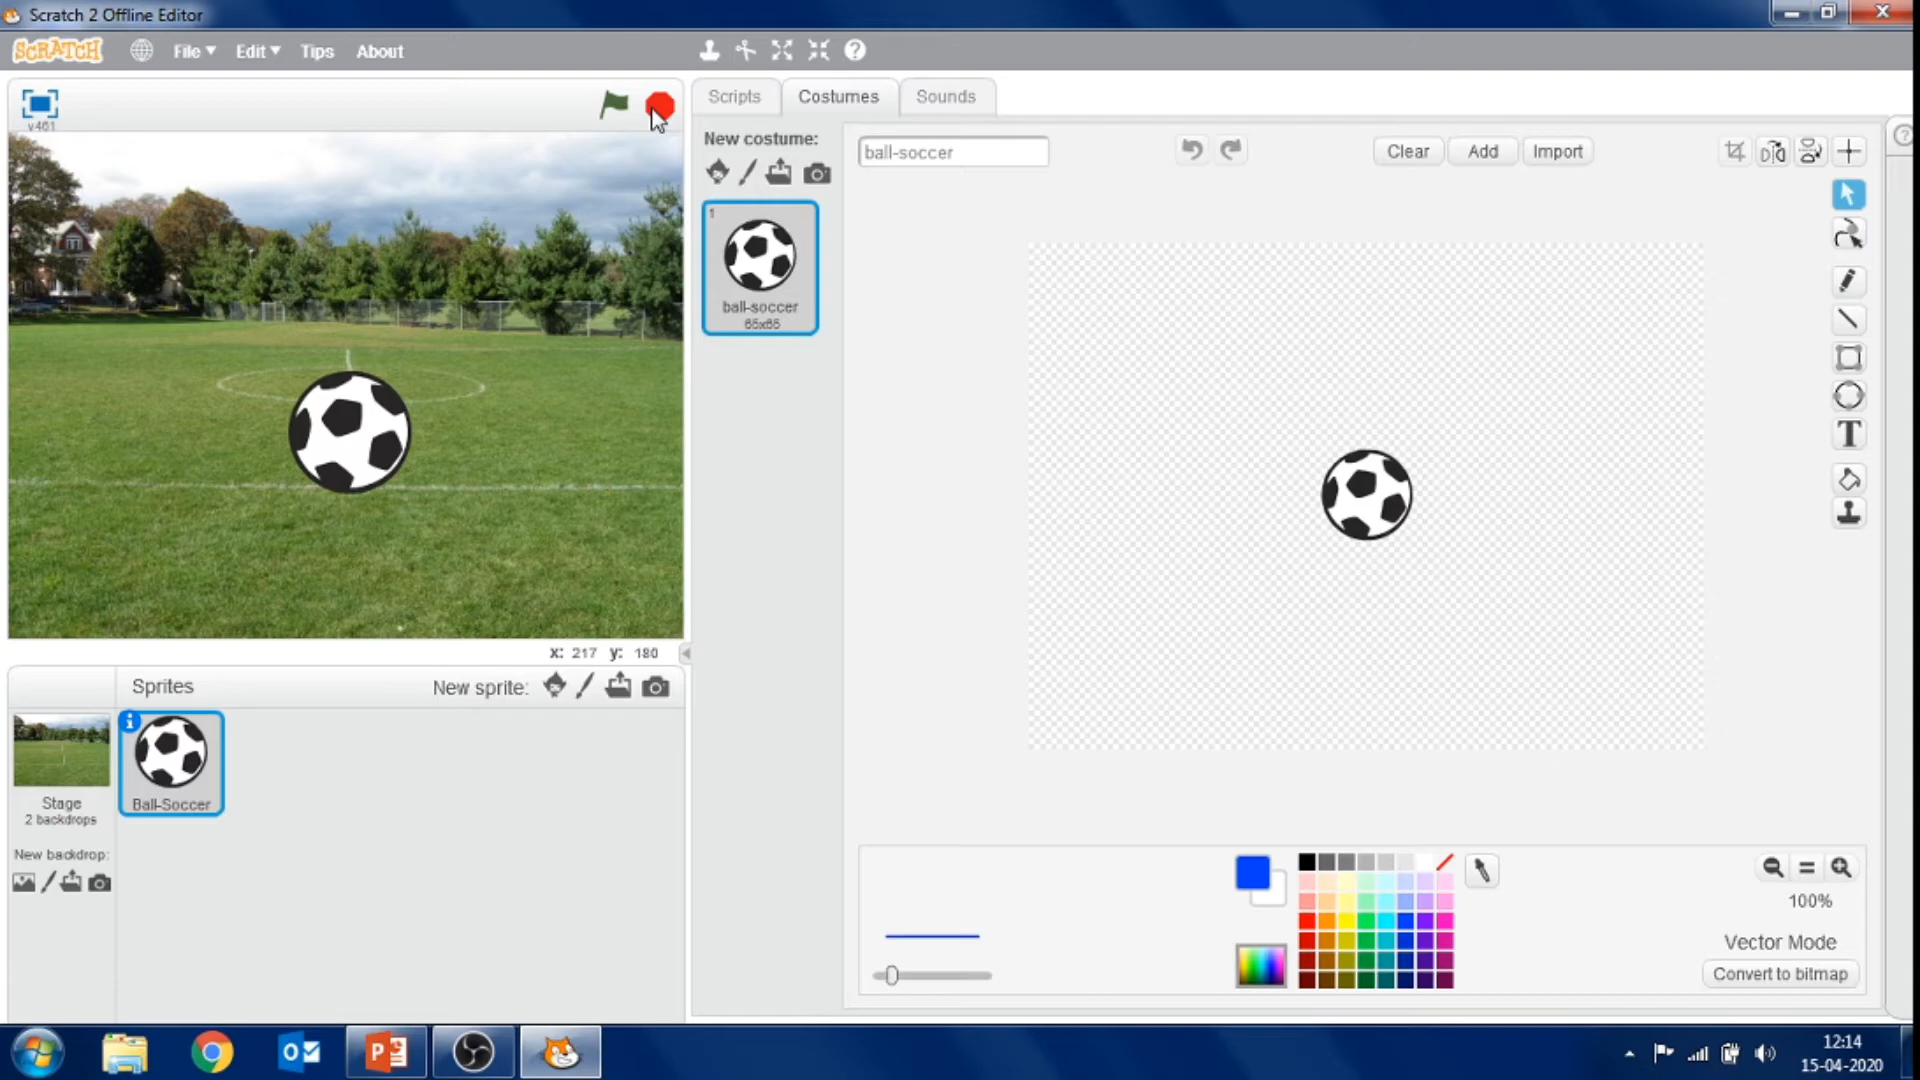 Scratch 2 Offline Editor
SCRATCH File Edit Tips About
v461
Scripts Costumes Sounds
New costume:
ball-soccer
Clear Add Import
1
ball-soccer
65x65
x: 217 y: 180
Sprites New sprite:
Stage
2 backdrops
Ball-Soccer
New backdrop:
T
100%
Vector Mode
Convert to bitmap
12:14
15-04-2020